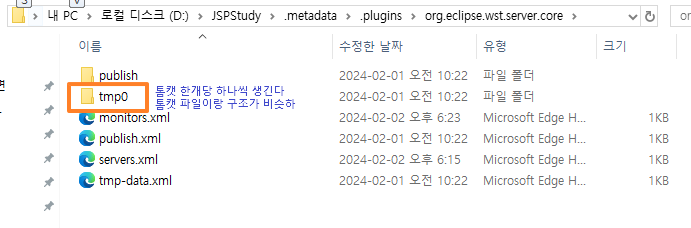 S V
내 PC > 로컬 디스크 (D:) > JSPStudy > .metadata > .plugins > org.eclipse.wst.server.core >
이름 수정한 날짜 유형 크기
publish 2024-02-01 오전 10:22 파일 폴더
tmp0 2024-02-01 오전 10:22 파일 폴더
톰캣 한개당 하나씩 생긴다
톰캣 파일이랑 구조가 비슷하
monitors.xml 2024-02-02 오후 6:23 Microsoft Edge H... 1KB
publish.xml 2024-02-01 오전 10:22 Microsoft Edge H... 1KB
servers.xml 2024-02-02 오후 6:15 Microsoft Edge H... 1KB
tmp-data.xml 2024-02-01 오전 10:22 Microsoft Edge H... 1KB